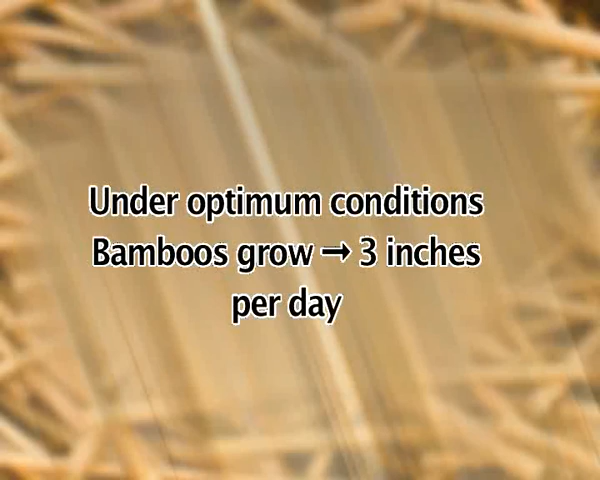 Under optimum conditions
Bamboos grow → 3 inches
per day